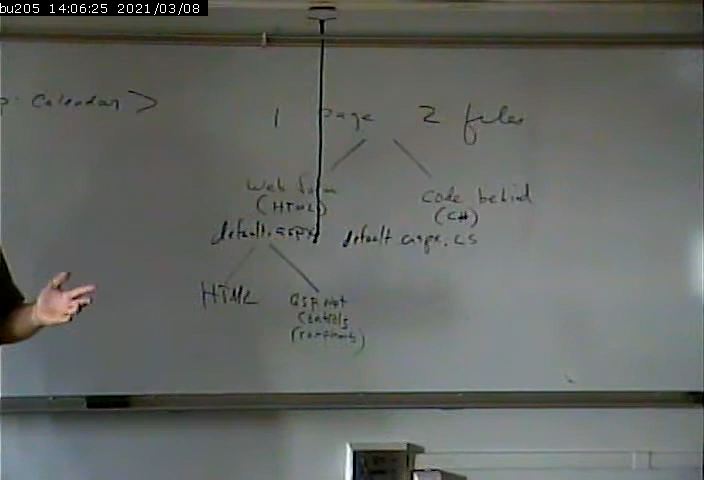 bu205 14:06:25 2021/03/08
p: Calendar >
1 page 2 files
Web form
(HTML)
default.aspx
code behind
(C#)
default.aspx.cs
HTML
asp.net
controls